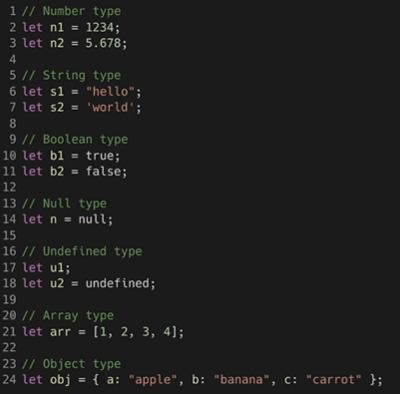 1 // Number type
2 let n1 = 1234;
3 let n2 = 5.678;
4
5 // String type
6 let s1 = "hello";
7 let s2 = 'world';
8
9 // Boolean type
10 let b1 = true;
11 let b2 = false;
12
13 // Null type
14 let n = null;
15
16 // Undefined type
17 let u1;
18 let u2 = undefined;
19
20 // Array type
21 let arr = [1, 2, 3, 4];
22
23 // Object type
24 let obj = { a: "apple", b: "banana", c: "carrot" };